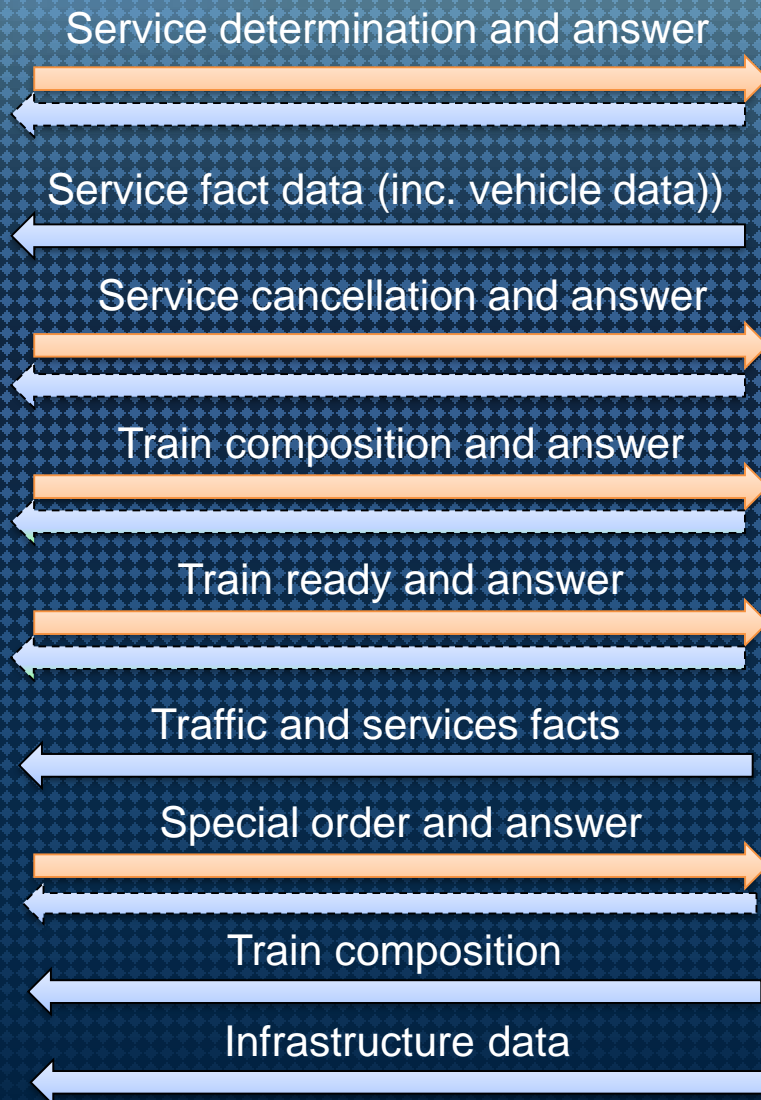 Service determination and answer
Service fact data (inc. vehicle data))
Service cancellation and answer
Train composition and answer
Train ready and answer
Traffic and services facts
Special order and answer
Train composition
Infrastructure data